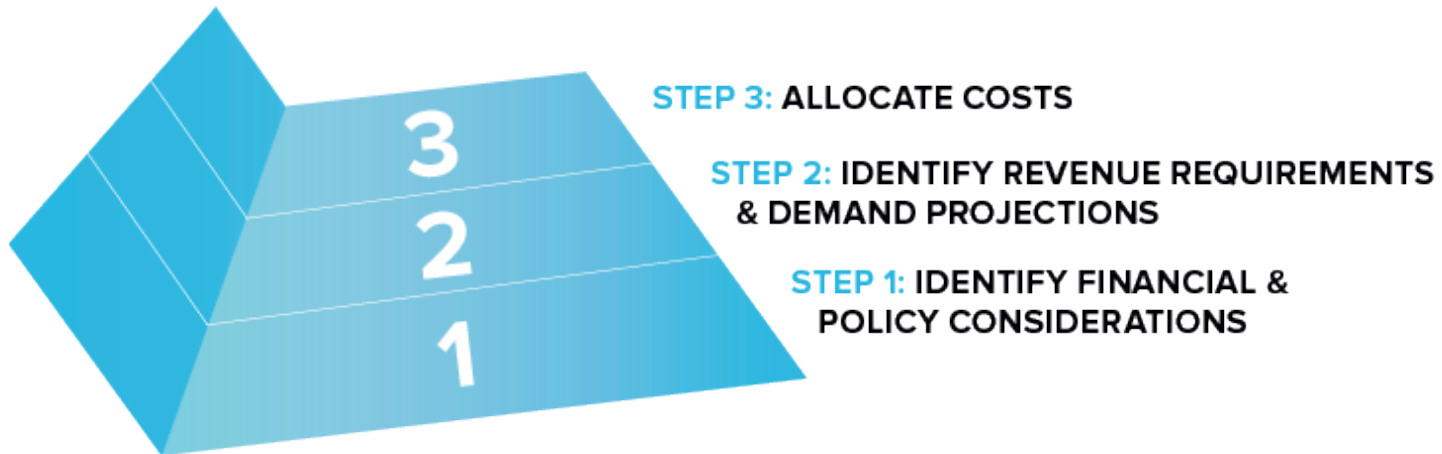 3
STEP 3: ALLOCATE COSTS
2
STEP 2: IDENTIFY REVENUE REQUIREMENTS
& DEMAND PROJECTIONS
1
STEP 1: IDENTIFY FINANCIAL &
POLICY CONSIDERATIONS